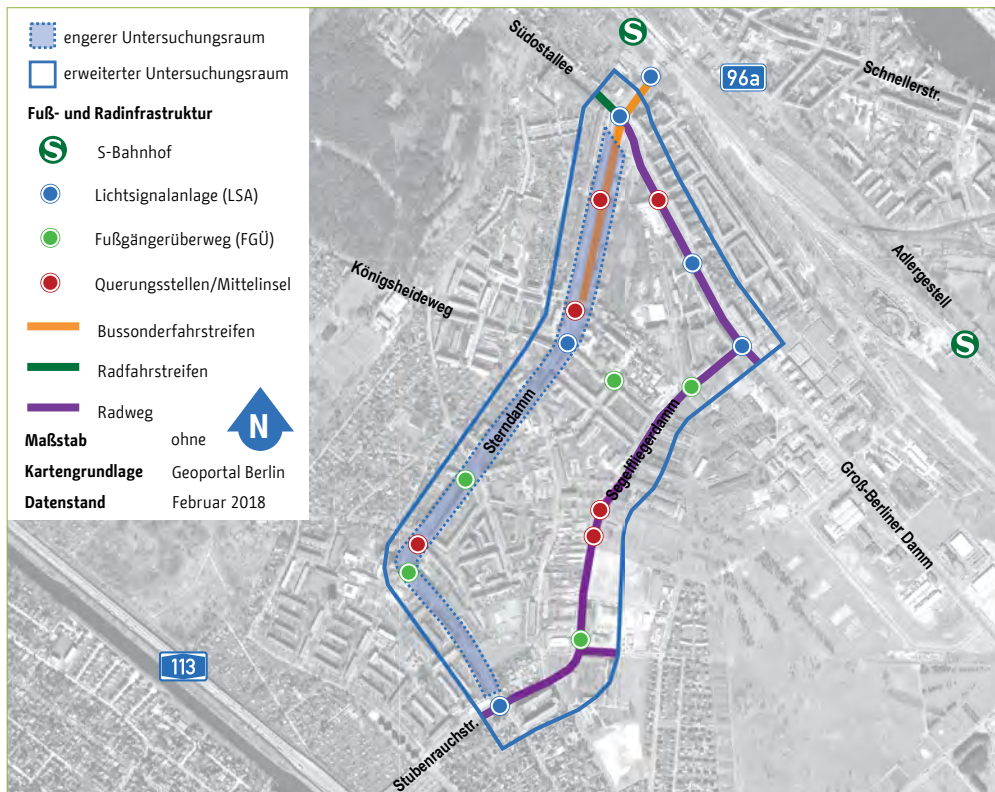 engerer Untersuchungsraum
erweiterter Untersuchungsraum
Fuß- und Radinfrastruktur
S
S-Bahnhof
Lichtsignalanlage (LSA)
Fußgängerüberweg (FGÜ)
Querungsstellen/Mittelinsel
Bussonderfahrstreifen
Radfahrstreifen
Radweg
N
Maßstab ohne
Kartengrundlage Geoportal Berlin
Datenstand Februar 2018
S
Südostallee
96a
Schnellerstr.
Königsheideweg
Adlergestell
S
Sterndamm
Segelfliegerdamm
Groß-Berliner Damm
113
Stubenrauchstr.